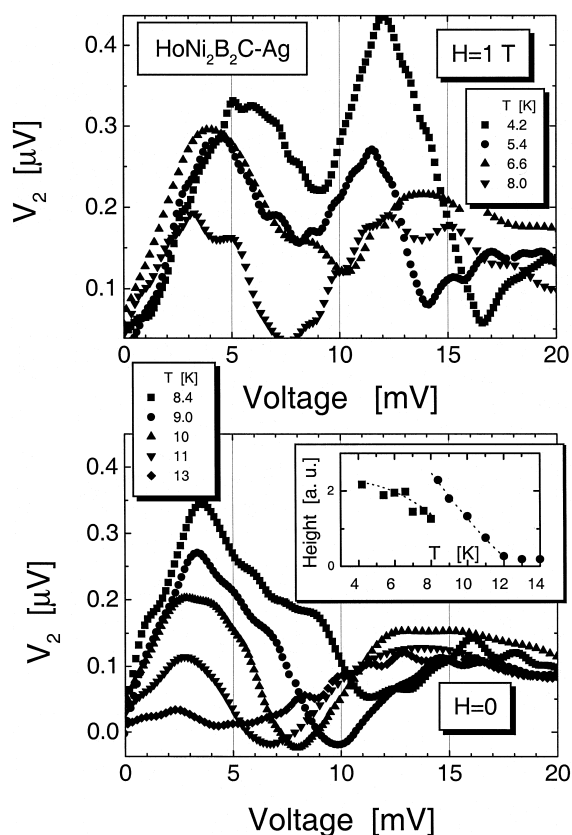 HoNi₂B₂C-Ag
H=1 T
T [K]
4.2
5.4
6.6
8.0
V₂ [µV]
0.4
0.3
0.2
0.1
0 5 10 15 20
Voltage [mV]
T [K]
8.4
9.0
10
11
13
V₂ [µV]
0.4
0.3
0.2
0.1
0.0
Height [a. u.]
2
0
T [K]
4 6 8 10 12 14
H=0
0 5 10 15 20
Voltage [mV]